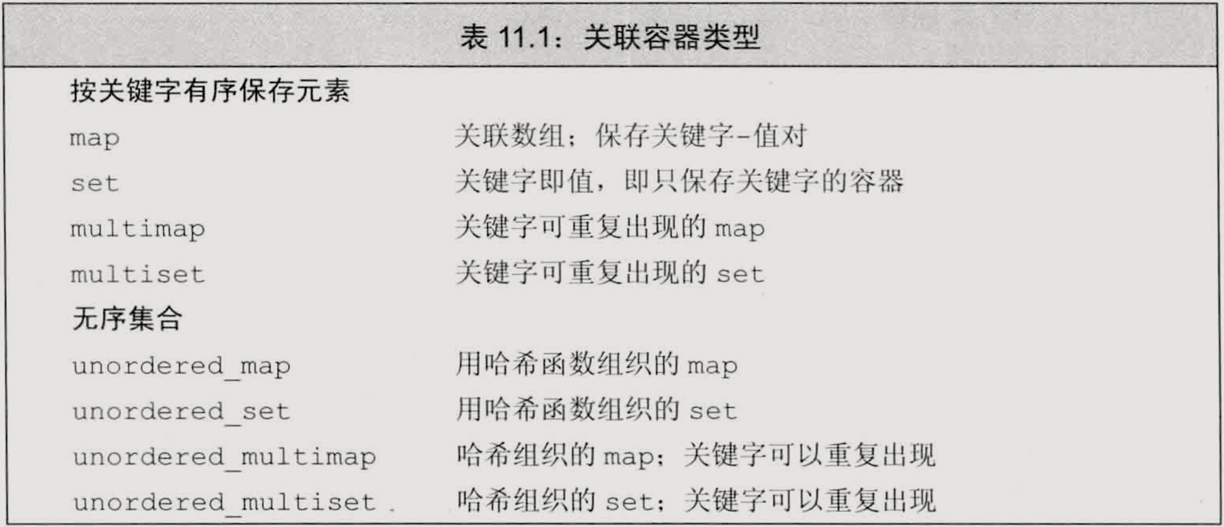 表 11.1：关联容器类型
按关键字有序保存元素
map 关联数组；保存关键字-值对
set 关键字即值，即只保存关键字的容器
multimap 关键字可重复出现的 map
multiset 关键字可重复出现的 set
无序集合
unordered_map 用哈希函数组织的 map
unordered_set 用哈希函数组织的 set
unordered_multimap 哈希组织的 map；关键字可以重复出现
unordered_multiset 哈希组织的 set；关键字可以重复出现